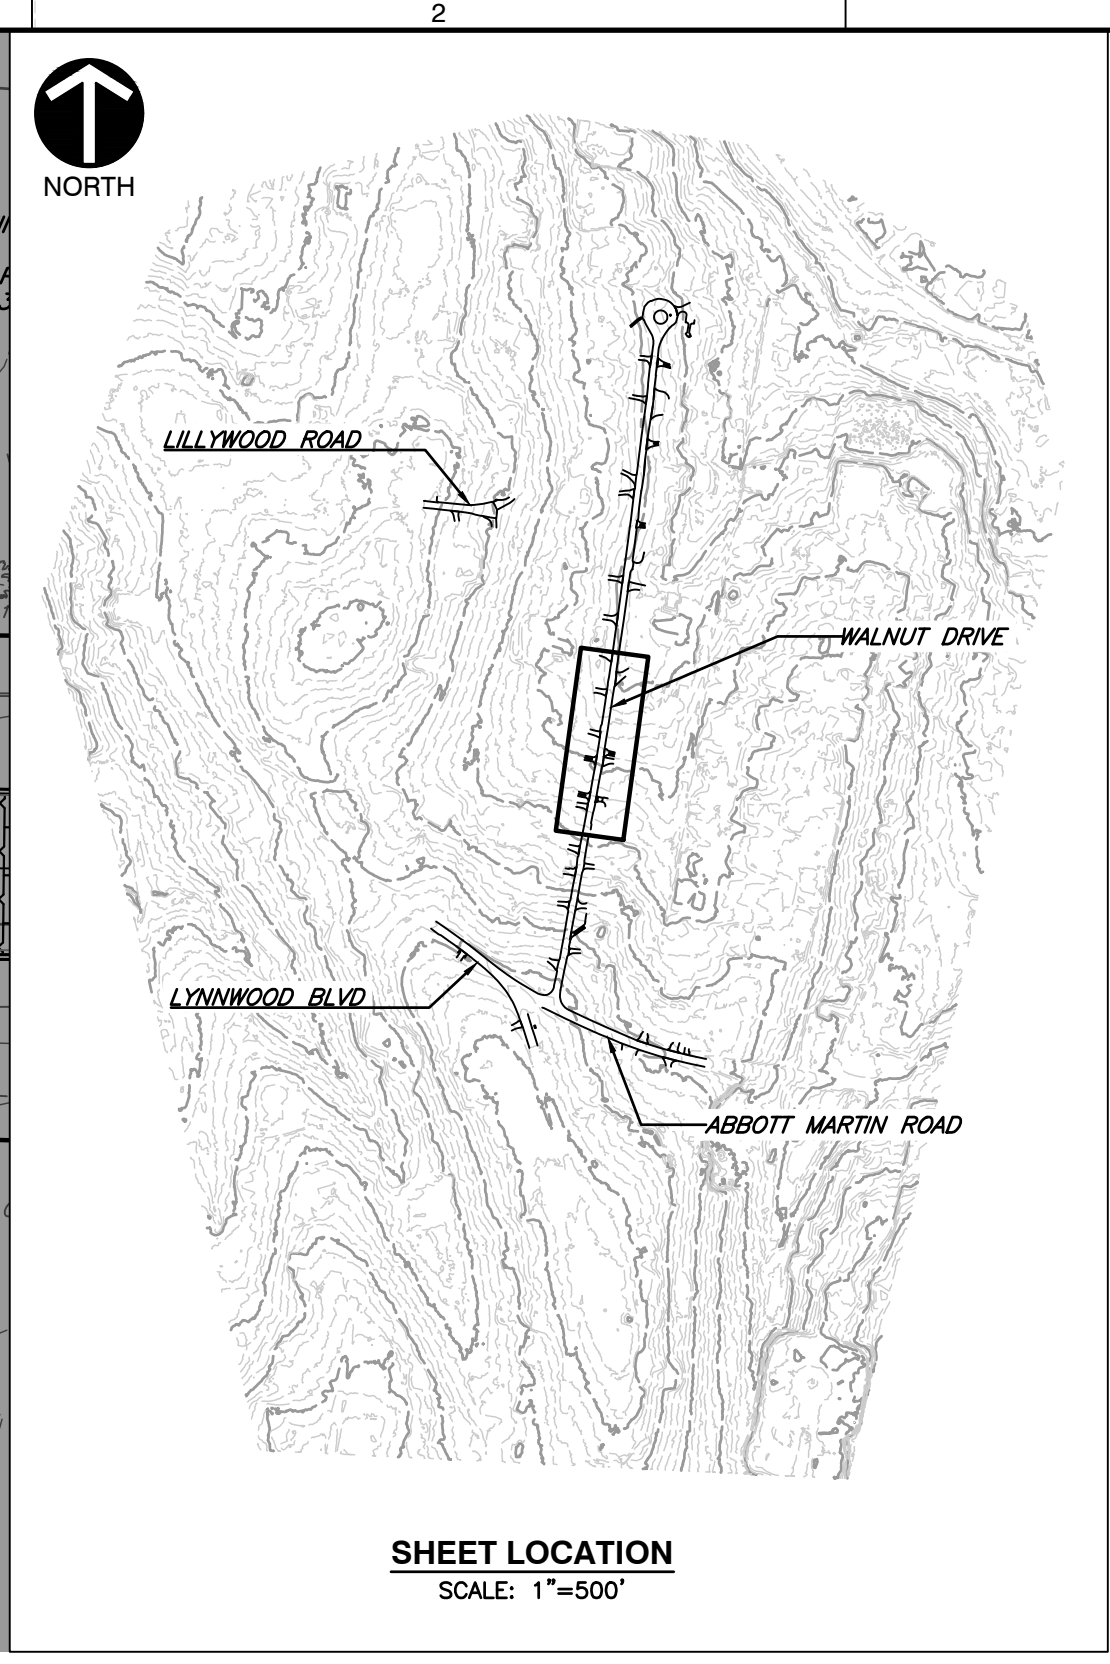 2
NORTH
LILLYWOOD ROAD
WALNUT DRIVE
LYNNWOOD BLVD
ABBOTT MARTIN ROAD
SHEET LOCATION
SCALE: 1"=500'